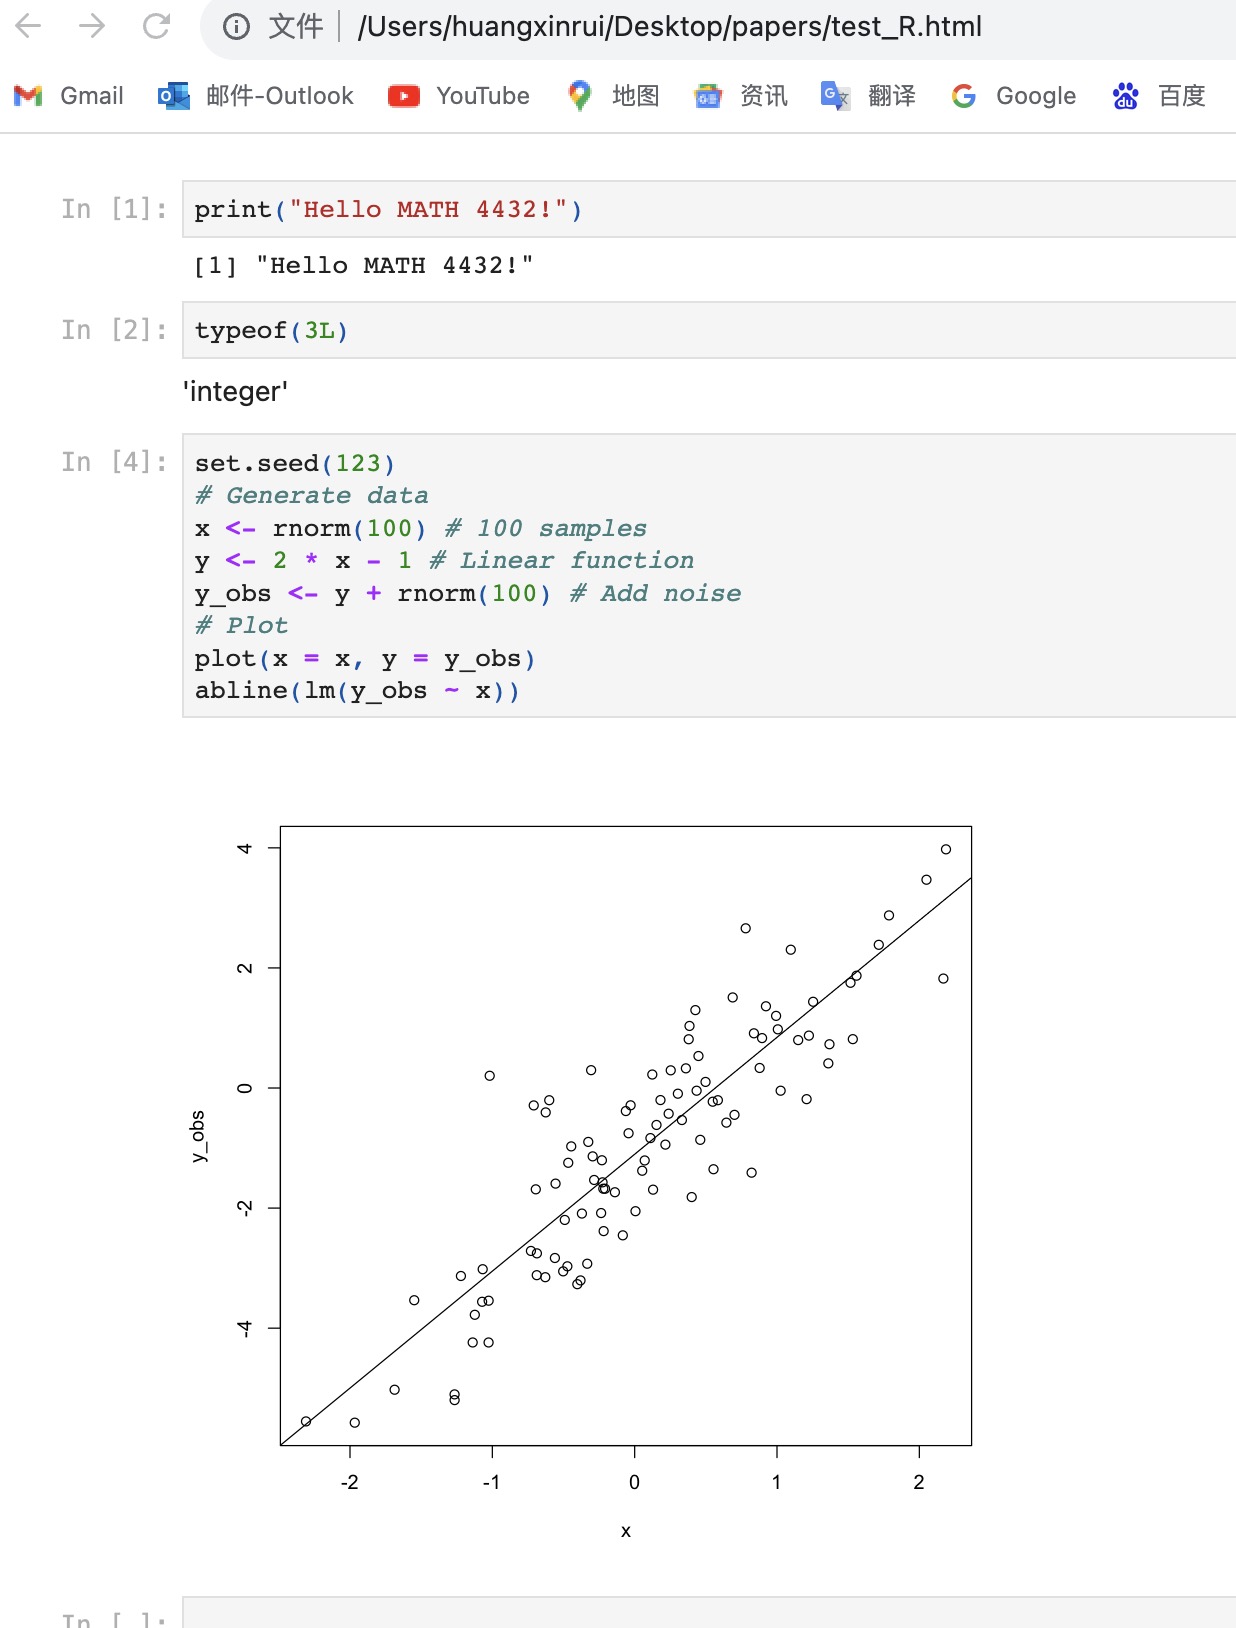 文件 /Users/huangxinrui/Desktop/papers/test_R.html
Gmail 邮件-Outlook YouTube 地图 资讯 翻译 Google 百度
In [1]: print("Hello MATH 4432!")
[1] "Hello MATH 4432!"
In [2]: typeof(3L)
'integer'
In [4]: set.seed(123)
# Generate data
x <- rnorm(100) # 100 samples
y <- 2 * x - 1 # Linear function
y_obs <- y + rnorm(100) # Add noise
# Plot
plot(x = x, y = y_obs)
abline(lm(y_obs ~ x))
4
2
0
-2
-4
y_obs
-2 -1 0 1 2
x
In [ ]: